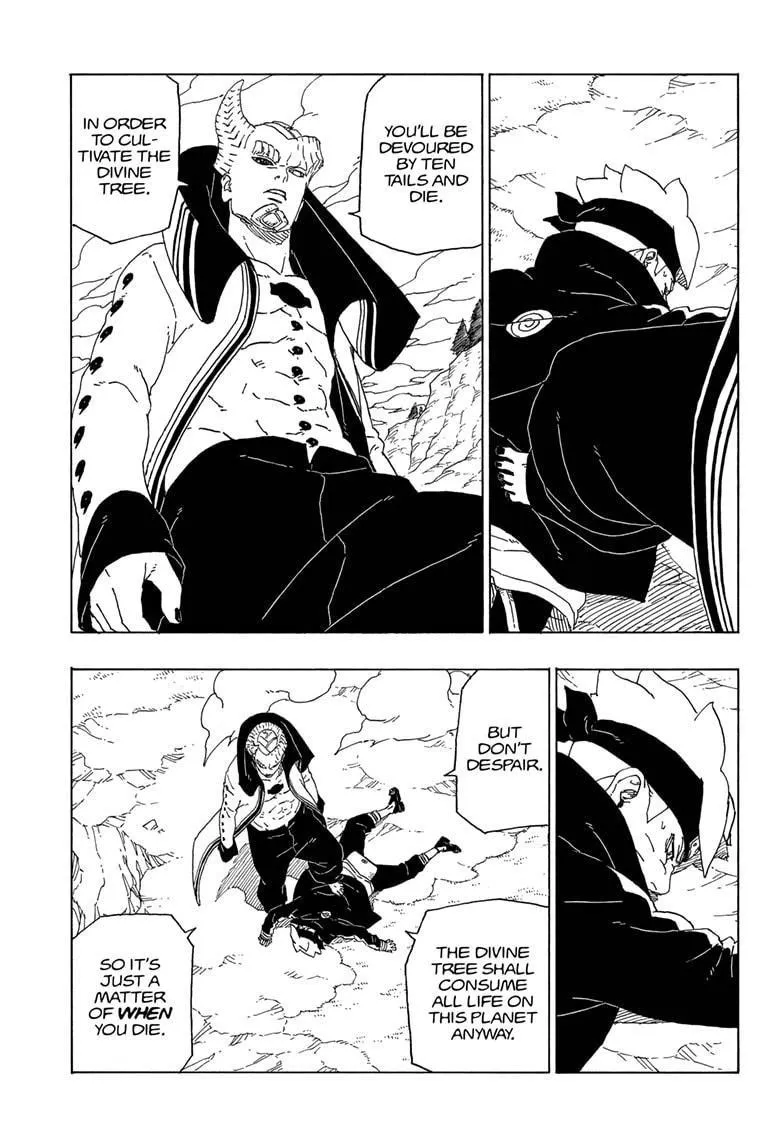 YOU'LL BE
DEVOURED
BY TEN
TAILS AND
DIE.
IN ORDER
TO CUL-
TIVATE THE
DIVINE
TREE.
BUT
DON'T
DESPAIR.
THE DIVINE
TREE SHALL
CONSUME
ALL LIFE ON
THIS PLANET
ANYWAY.
SO IT'S
JUST A
MATTER
OF WHEN
YOU DIE.